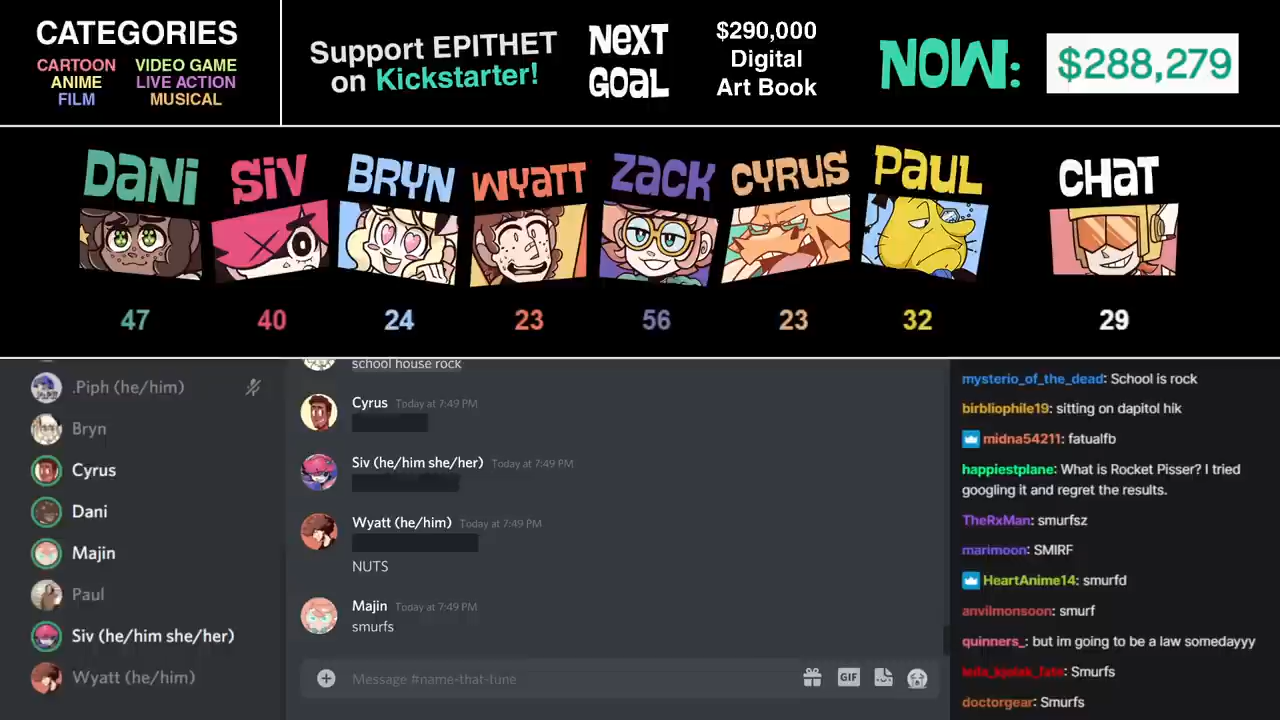 CATEGORIES
CARTOON VIDEO GAME
ANIME LIVE ACTION
FILM MUSICAL
Support EPITHET
on Kickstarter!
NEXT
GOAL
$290,000
Digital
Art Book
NOW:
$288,279
DANI SIV BRYN WYATT ZACK CYRUS PAUL CHAT
47 40 24 23 56 23 32 29
.Piph (he/him)
Bryn
Cyrus
Dani
Majin
Paul
Siv (he/him she/her)
Wyatt (he/him)
school house rock
Cyrus Today at 7:49 PM
Siv (he/him she/her) Today at 7:49 PM
Wyatt (he/him) Today at 7:49 PM
NUTS
Majin Today at 7:49 PM
smurfs
Message #name-that-tune
GIF
mysterio_of_the_dead: School is rock
birbliophile19: sitting on dapitol hik
midna54211: fatualfb
happiestplane: What is Rocket Pisser? I tried
googling it and regret the results.
TheRxMan: smurfsz
marimoon: SMIRF
HeartAnime14: smurfd
anvilmonsoon: smurf
quinners_: but im going to be a law somedayyy
Smurfs
doctorgear: Smurfs